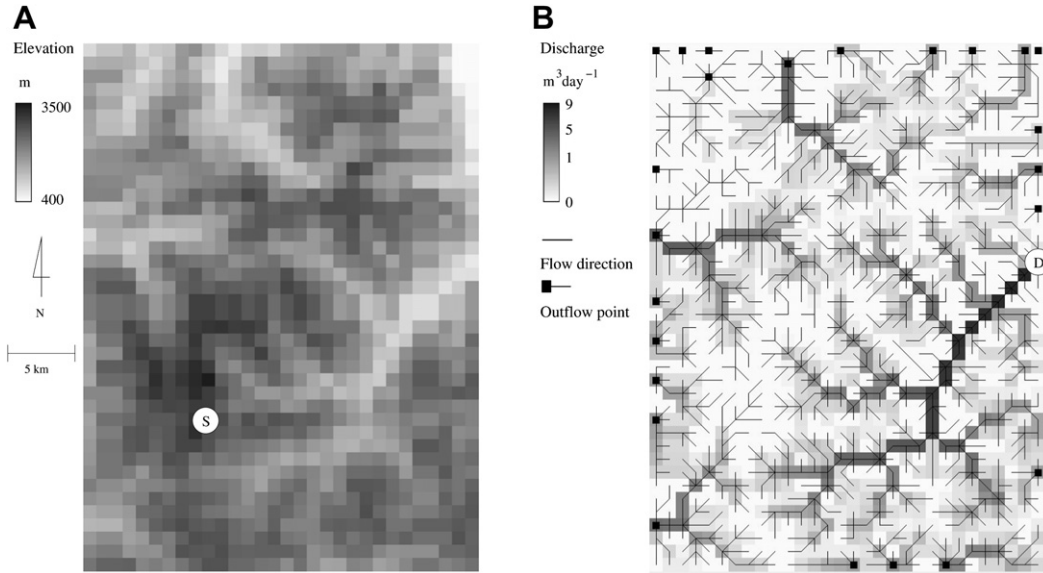 A
Elevation
m
3500
400
N
5 km
S
B
Discharge
m³day⁻¹
9
5
1
0
Flow direction
Outflow point
D